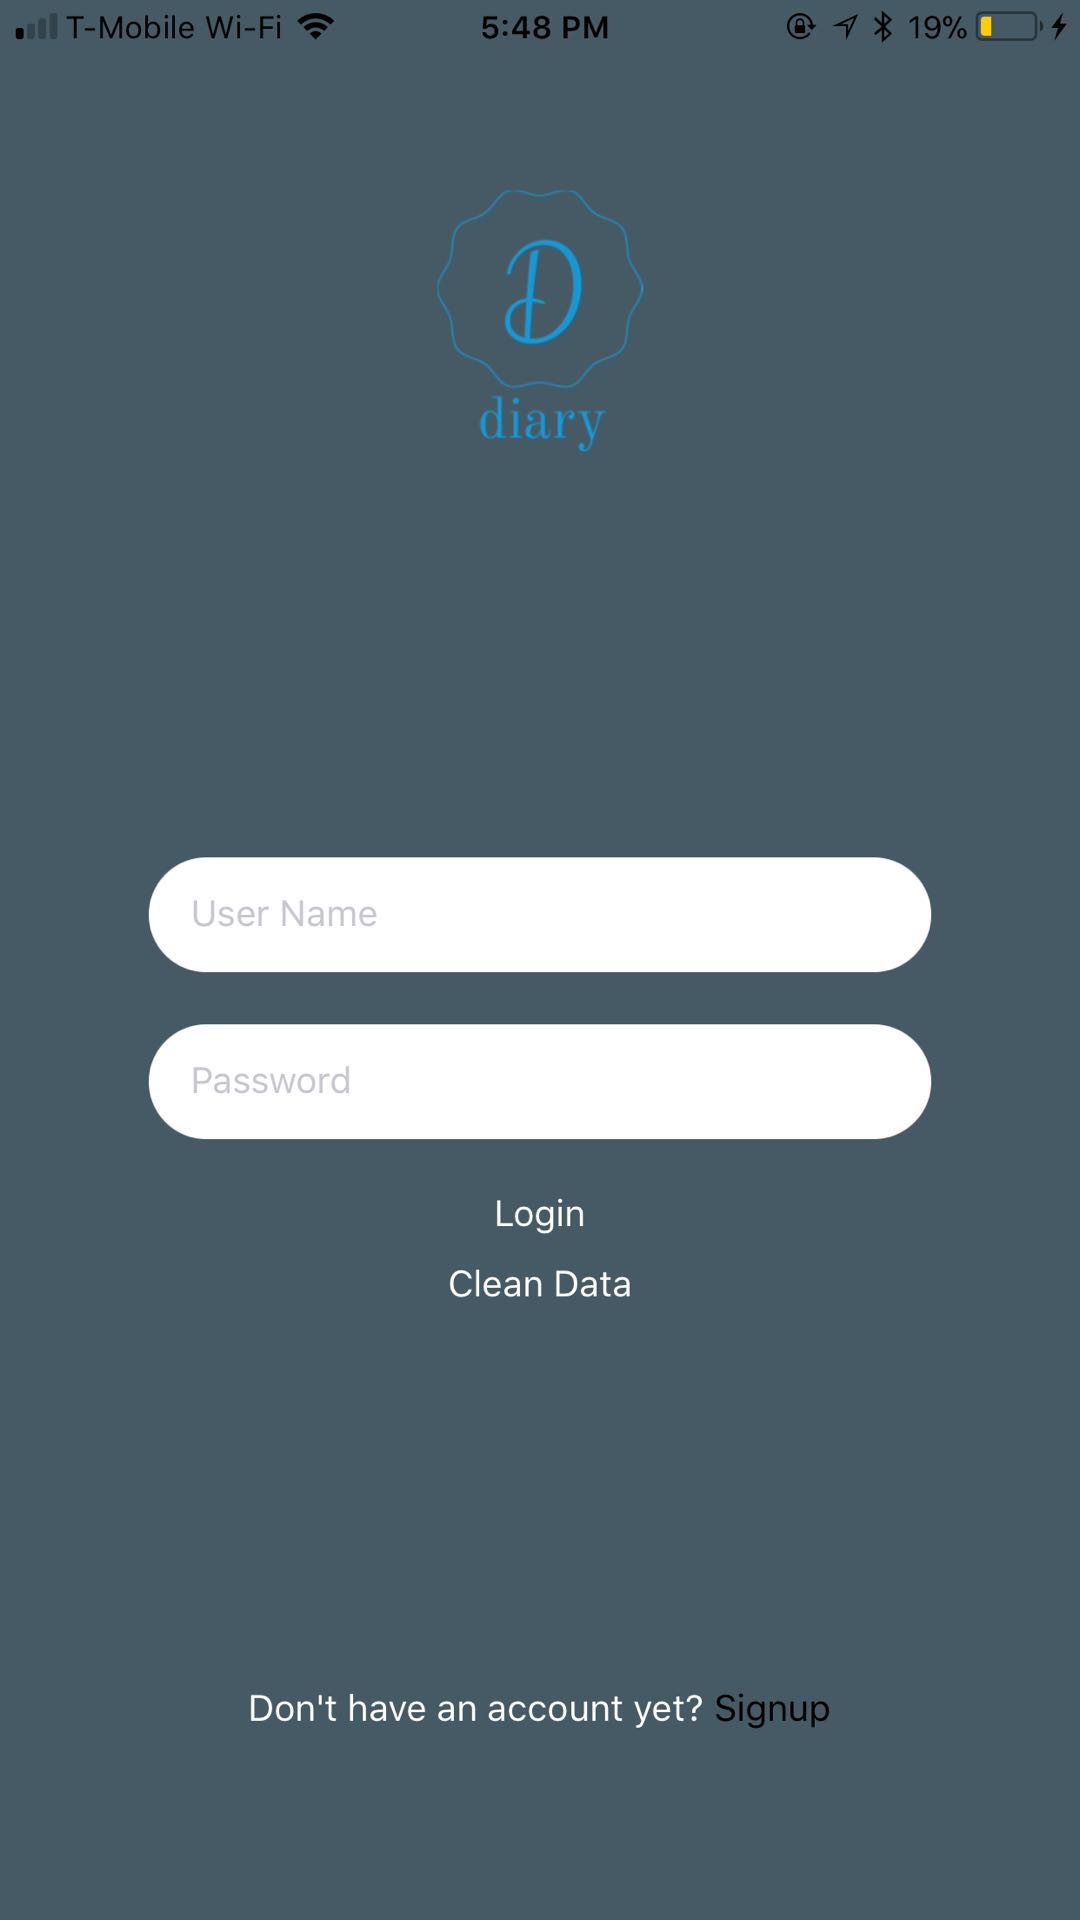 T-Mobile Wi-Fi 5:48 PM 19%
D
diary
User Name
Password
Login
Clean Data
Don't have an account yet? Signup